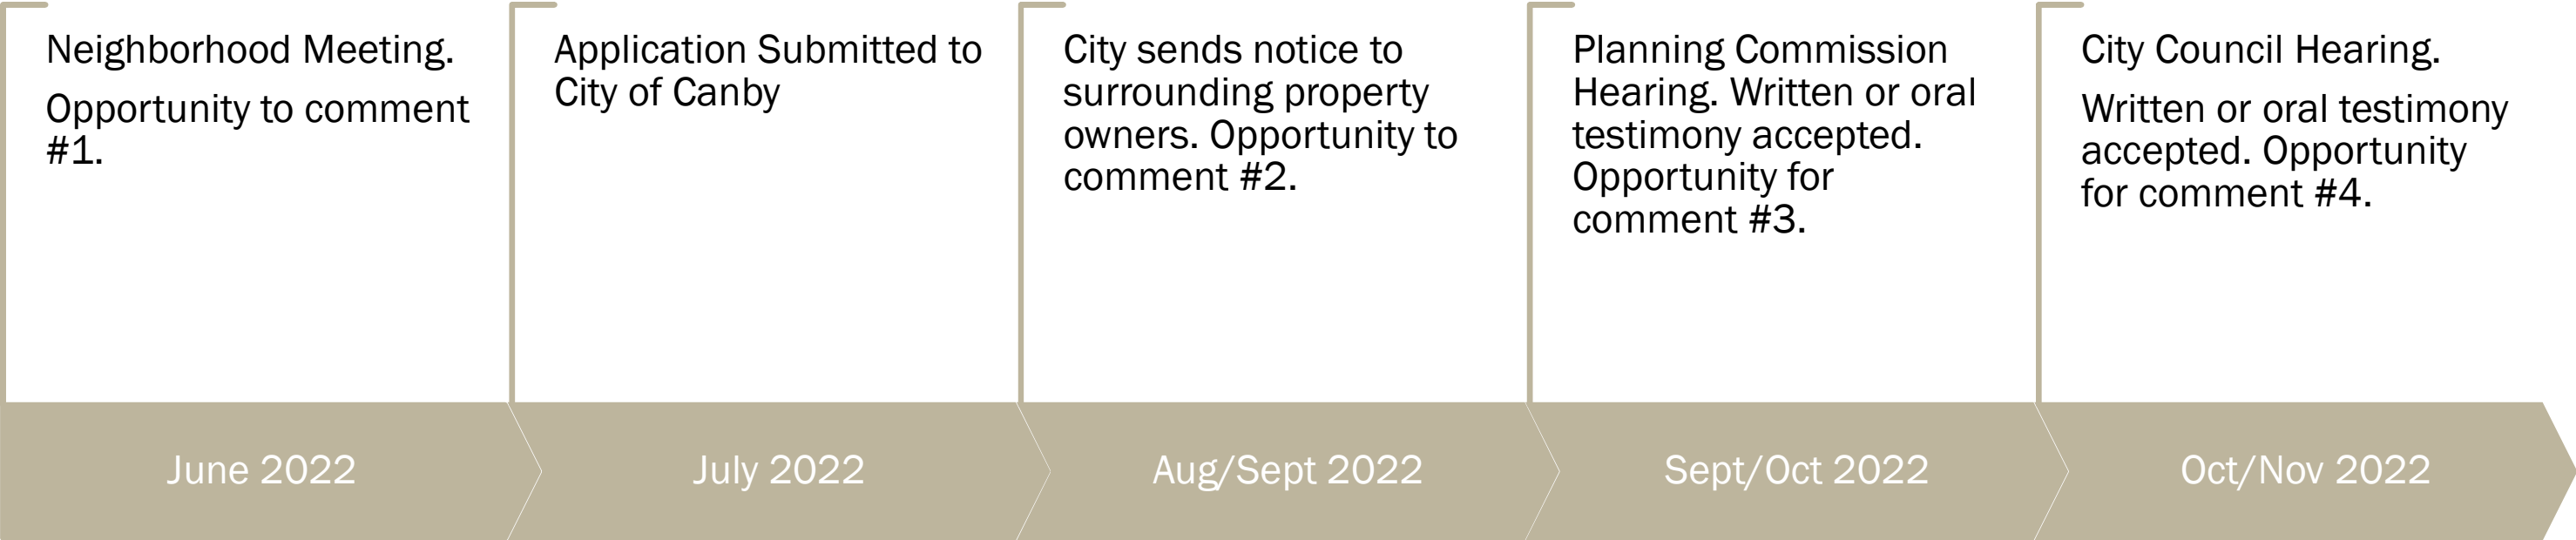 Neighborhood Meeting.
Opportunity to comment
#1.
Application Submitted to
City of Canby
City sends notice to
surrounding property
owners. Opportunity to
comment #2.
Planning Commission
Hearing. Written or oral
testimony accepted.
Opportunity for
comment #3.
City Council Hearing.
Written or oral testimony
accepted. Opportunity
for comment #4.
June 2022
July 2022
Aug/Sept 2022
Sept/Oct 2022
Oct/Nov 2022